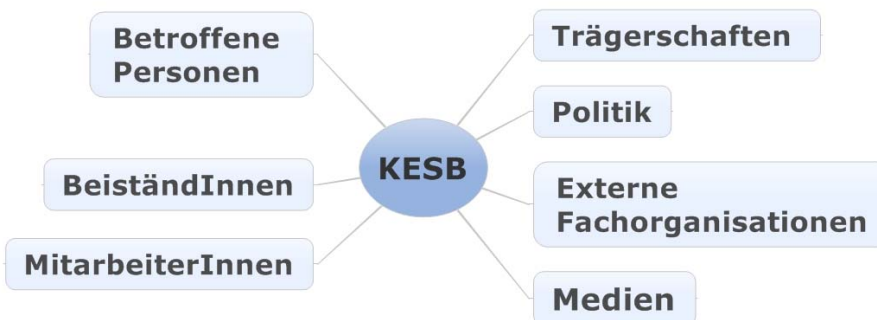 Betroffene
Personen
BeiständInnen
MitarbeiterInnen
KESB
Trägerschaften
Politik
Externe
Fachorganisationen
Medien